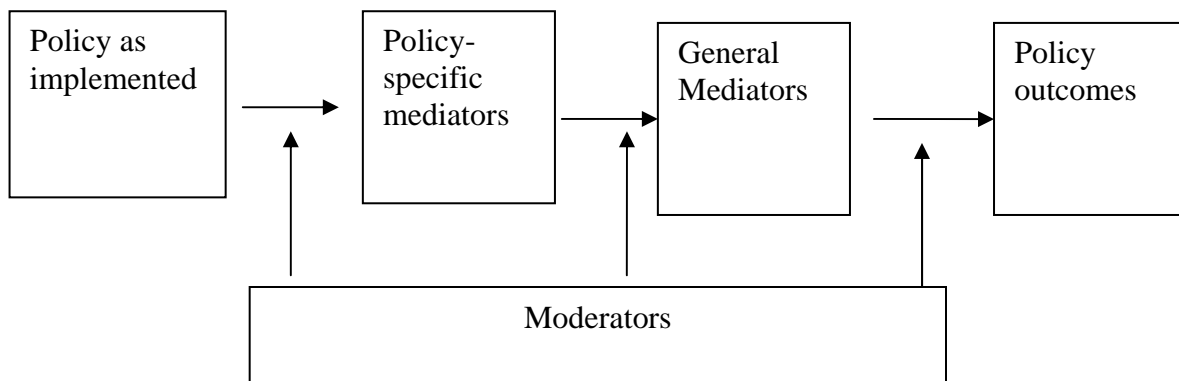 Policy as
implemented
Policy-
specific
mediators
General
Mediators
Policy
outcomes
Moderators